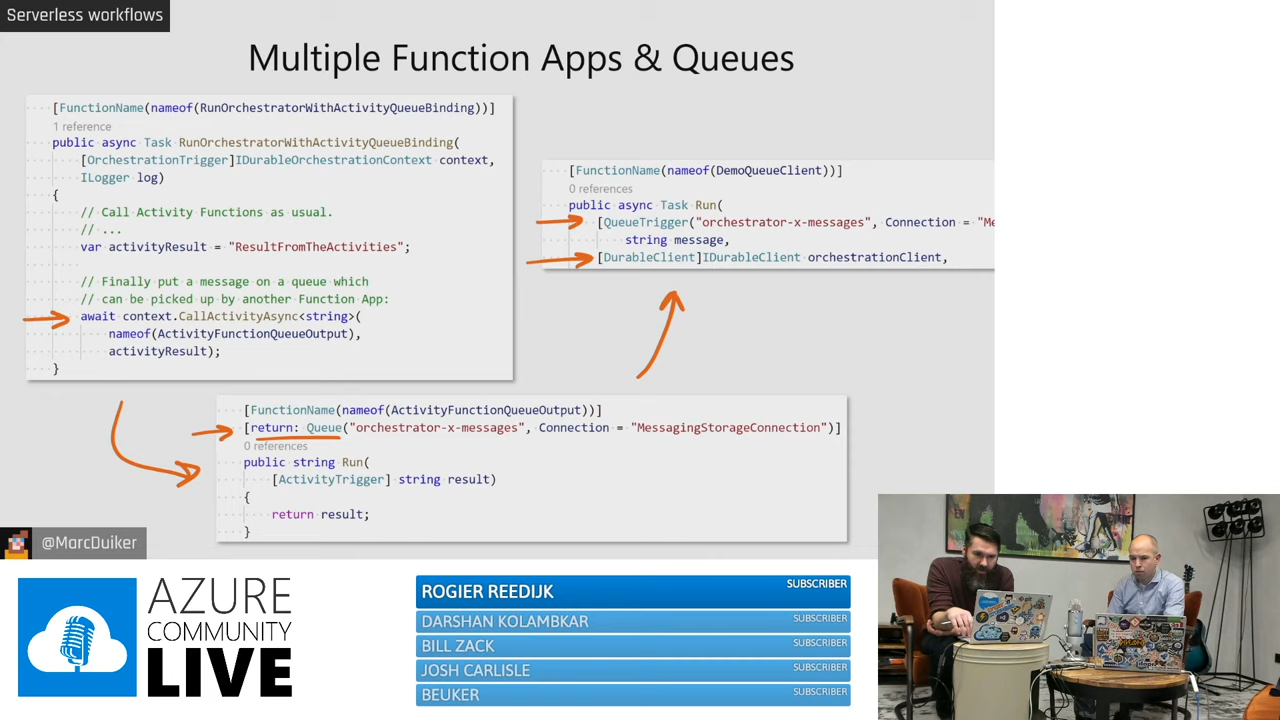 Serverless workflows
Multiple Function Apps & Queues
[FunctionName(nameof(RunOrchestratorWithActivityQueueBinding))]
1 reference
public async Task RunOrchestratorWithActivityQueueBinding(
[OrchestrationTrigger]IDurableOrchestrationContext context,
ILogger log)
{
// Call Activity Functions as usual.
// ...
var activityResult = "ResultFromTheActivities";
// Finally put a message on a queue which
// can be picked up by another Function App:
await context.CallActivityAsync<string>(
nameof(ActivityFunctionQueueOutput),
activityResult);
}
[FunctionName(nameof(DemoQueueClient))]
0 references
public async Task Run(
[QueueTrigger("orchestrator-x-messages", Connection = "Me
string message,
[DurableClient]IDurableClient orchestrationClient,
[FunctionName(nameof(ActivityFunctionQueueOutput))]
[return: Queue("orchestrator-x-messages", Connection = "MessagingStorageConnection")]
0 references
public string Run(
[ActivityTrigger] string result)
{
return result;
}
@MarcDuiker
AZURE
COMMUNITY
LIVE
ROGIER REEDIJK SUBSCRIBER
DARSHAN KOLAMBKAR SUBSCRIBER
BILL ZACK SUBSCRIBER
JOSH CARLISLE SUBSCRIBER
BEUKER SUBSCRIBER